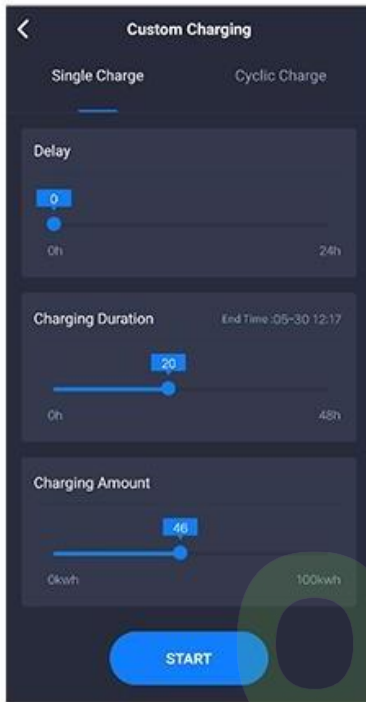 Custom Charging
Single Charge Cyclic Charge
Delay
0
0h 24h
Charging Duration End Time :05-30 12:17
20
0h 48h
Charging Amount
46
0kwh 100kwh
START